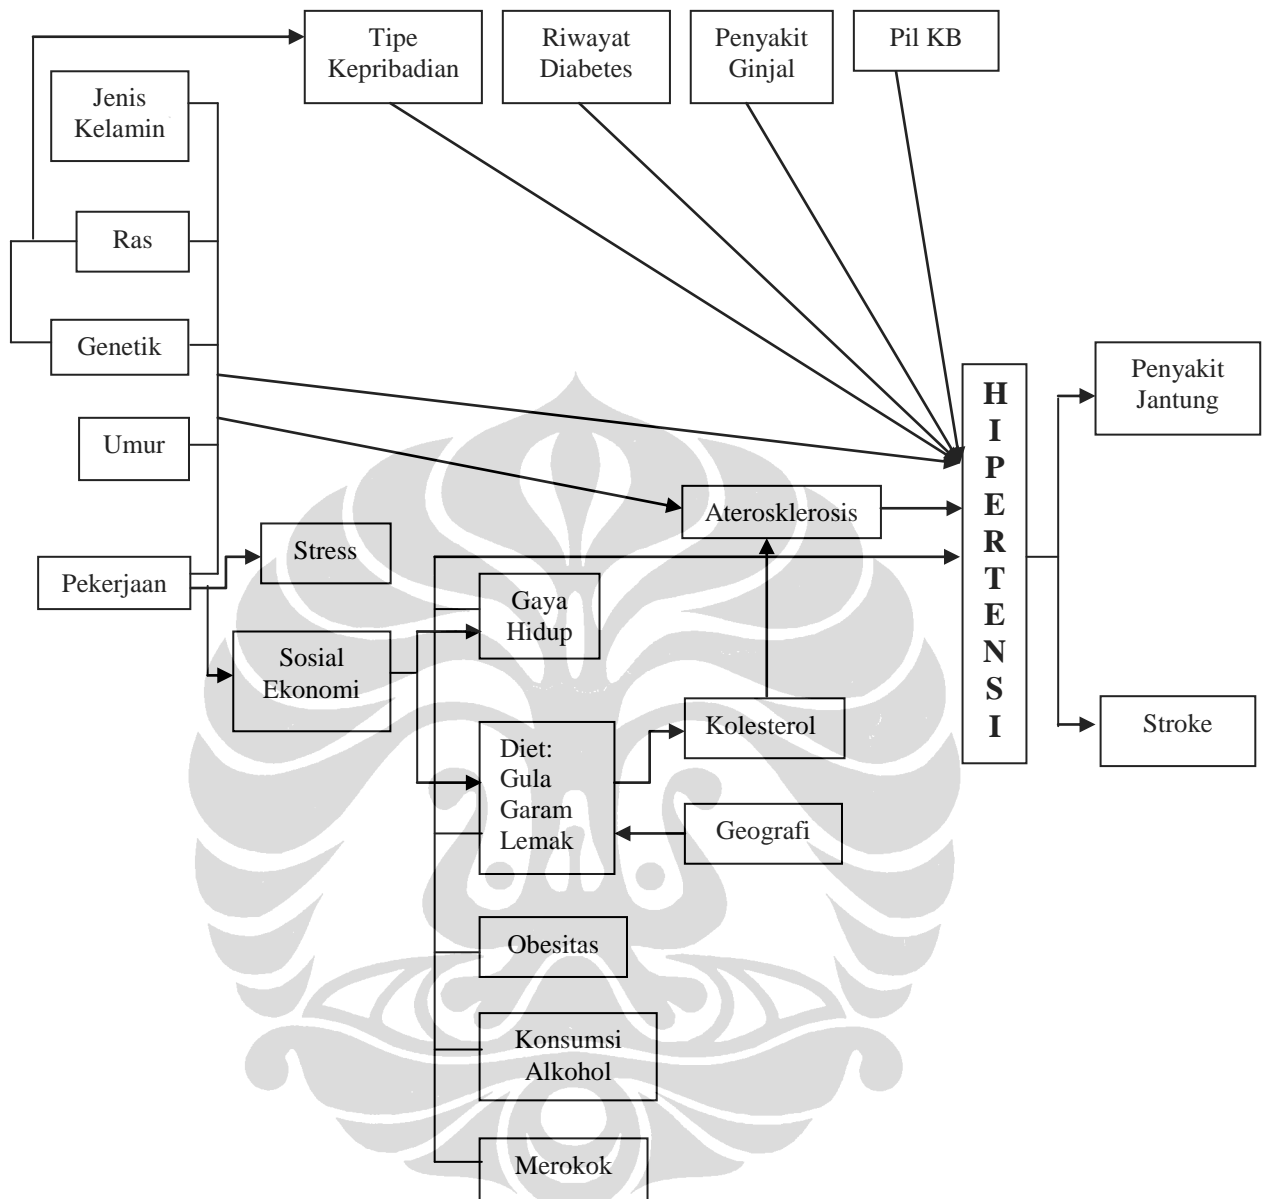 Tipe
Kepribadian
Riwayat
Diabetes
Penyakit
Ginjal
Pil KB
Jenis
Kelamin
Ras
Genetik
Umur
Pekerjaan
Stress
Sosial
Ekonomi
Gaya
Hidup
Diet:
Gula
Garam
Lemak
Obesitas
Konsumsi
Alkohol
Merokok
Aterosklerosis
Kolesterol
Geografi
H
I
P
E
R
T
E
N
S
I
Penyakit
Jantung
Stroke